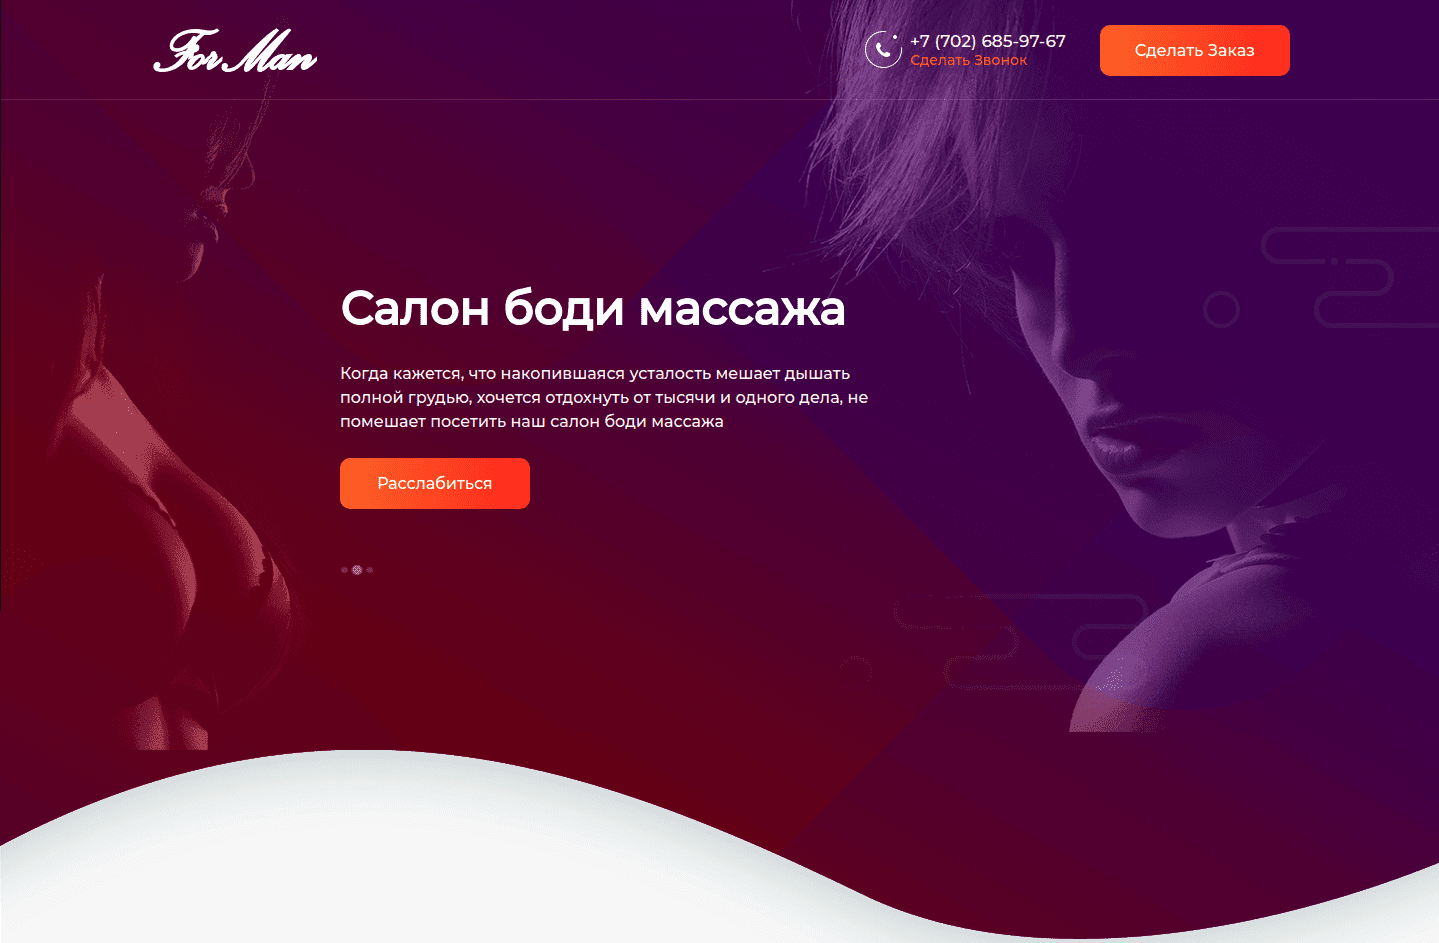 For Man
+7 (702) 685-97-67
Сделать Звонок
Сделать Заказ
Салон боди массажа
Когда кажется, что накопившаяся усталость мешает дышать
полной грудью, хочется отдохнуть от тысячи и одного дела, не
помешает посетить наш салон боди массажа
Расслабиться